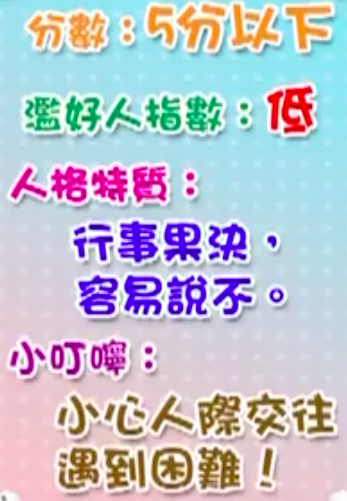 分數：5分以下
濫好人指數：低
人格特質：
行事果決，
容易說不。
小叮嚀：
小心人際交往
遇到困難！